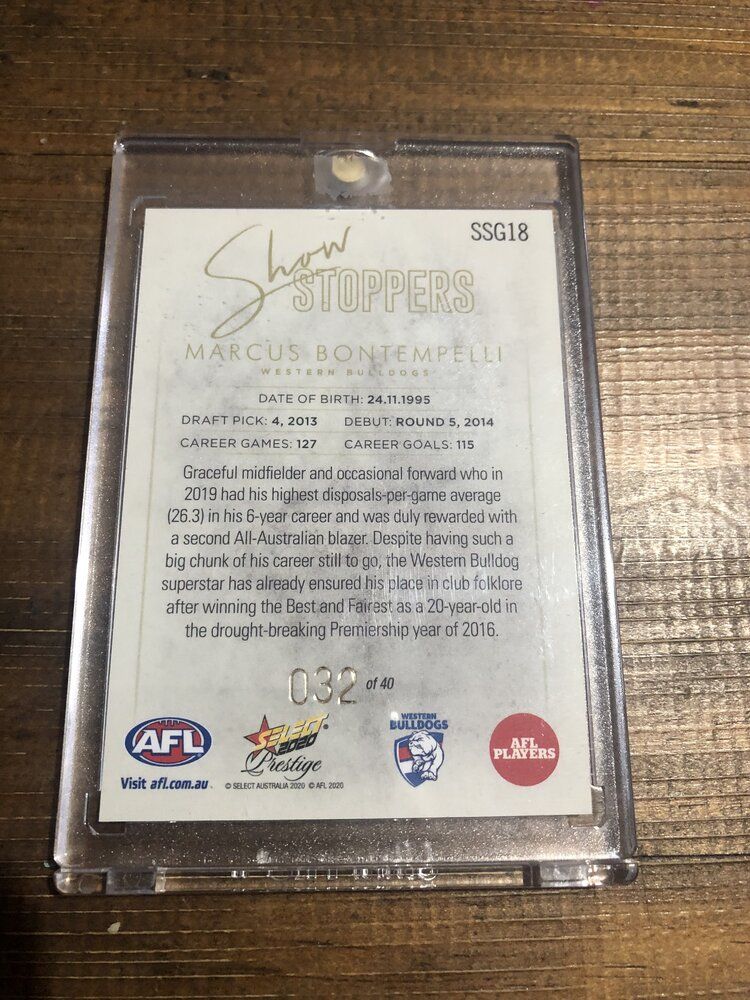 SSG18
Show
STOPPERS
MARCUS BONTEMPELLI
WESTERN BULLDOGS
DATE OF BIRTH: 24.11.1995
DRAFT PICK: 4, 2013 DEBUT: ROUND 5, 2014
CAREER GAMES: 127 CAREER GOALS: 115
Graceful midfielder and occasional forward who in
2019 had his highest disposals-per-game average
(26.3) in his 6-year career and was duly rewarded with
a second All-Australian blazer. Despite having such a
big chunk of his career still to go, the Western Bulldog
superstar has already ensured his place in club folklore
after winning the Best and Fairest as a 20-year-old in
the drought-breaking Premiership year of 2016.
032 of 40
AFL
Visit afl.com.au
SELECT
2020
Prestige
© SELECT AUSTRALIA 2020 © AFL 2020
WESTERN
BULLDOGS
AFL
PLAYERS